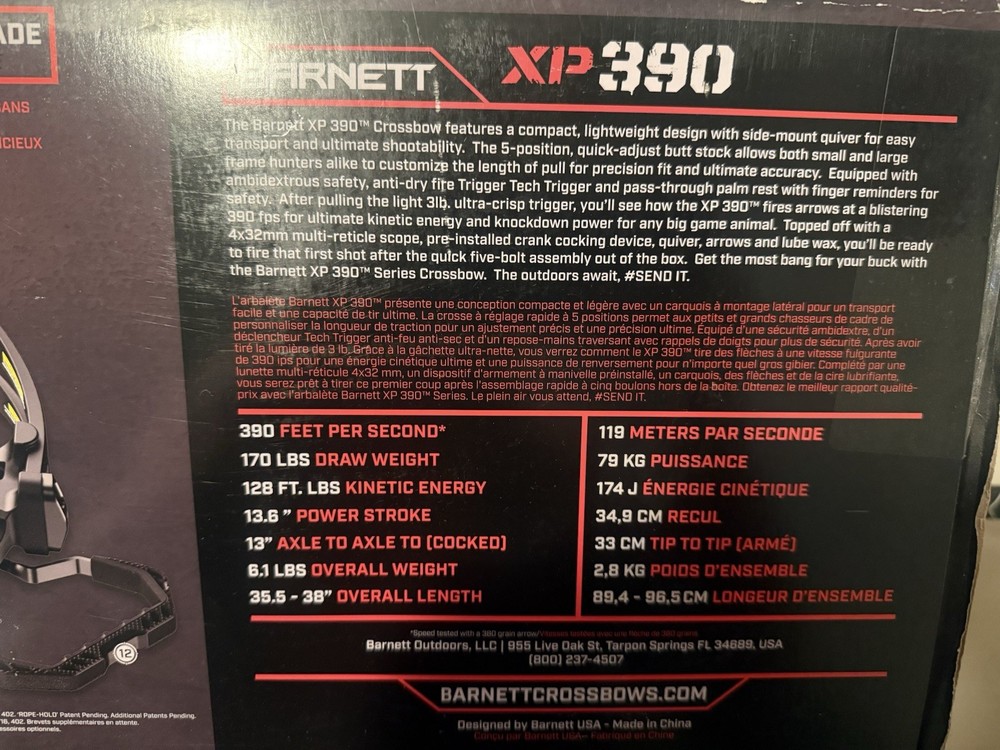 ADE
ANS
ICIEUX
BARNETT XP390
The Barnett XP 390™ Crossbow features a compact, lightweight design with side-mount quiver for easy
transport and ultimate shootability. The 5-position, quick-adjust butt stock allows both small and large
frame hunters alike to customize the length of pull for precision fit and ultimate accuracy. Equipped with
ambidextrous safety, anti-dry fire Trigger Tech Trigger and pass-through palm rest with finger reminders for
safety. After pulling the light 3lb. ultra-crisp trigger, you'll see how the XP 390™ fires arrows at a blistering
390 fps for ultimate kinetic energy and knockdown power for any big game animal. Topped off with a
4x32mm multi-reticle scope, pre-installed crank cocking device, quiver, arrows and lube wax, you'll be ready
to fire that first shot after the quick five-bolt assembly out of the box. Get the most bang for your buck with
the Barnett XP 390™ Series Crossbow. The outdoors await, #SEND IT.
L'arbalète Barnett XP 390™ présente une conception compacte et légère avec un carquois à montage latéral pour un transport
facile et une capacité de tir ultime. La crosse à réglage rapide à 5 positions permet aux petits et grands chasseurs de cadre de
personnaliser la longueur de traction pour un ajustement précis et une précision ultime. Équipé d'une sécurité ambidextre, d'un
déclencheur Tech Trigger anti-feu anti-sec et d'un repose-mains traversant avec rappels de doigts pour plus de sécurité. Après avoir
tiré la lumière de 3 lb. Grâce à la gâchette ultra-nette, vous verrez comment le XP 390™ tire des flèches à une vitesse fulgurante
de 390 ips pour une énergie cinétique ultime et une puissance de renversement pour n'importe quel gros gibier. Complété par une
lunette multi-réticule 4x32 mm, un dispositif d'armement à manivelle préinstallé, un carquois, des flèches et de la cire lubrifiante,
vous serez prêt à tirer ce premier coup après l'assemblage rapide à cinq boulons hors de la boîte. Obtenez le meilleur rapport qualité-
prix avec l'arbalète Barnett XP 390™ Series. Le plein air vous attend, #SEND IT.
390 FEET PER SECOND*
170 LBS DRAW WEIGHT
128 FT. LBS KINETIC ENERGY
13.6 " POWER STROKE
13" AXLE TO AXLE TO (COCKED)
6.1 LBS OVERALL WEIGHT
35.5 - 38" OVERALL LENGTH
119 METERS PAR SECONDE
79 KG PUISSANCE
174 J ÉNERGIE CINÉTIQUE
34,9 CM RECUL
33 CM TIP TO TIP (ARMÉ)
2,8 KG POIDS D'ENSEMBLE
89,4 - 96,5 CM LONGEUR D'ENSEMBLE
*Speed tested with a 380 grain arrow/Vitesses testées avec une flèche de 380 grains
Barnett Outdoors, LLC | 955 Live Oak St, Tarpon Springs FL 34689, USA
(800) 237-4507
BARNETTCROSSBOWS.COM
Designed by Barnett USA - Made in China
Conçu par Barnett USA- Fabriqué en Chine
12
402. 'ROPE-HOLD' Patent Pending. Additional Patents Pending.
16, 402. Brevets supplémentaires en attente.
essoires optionnels.